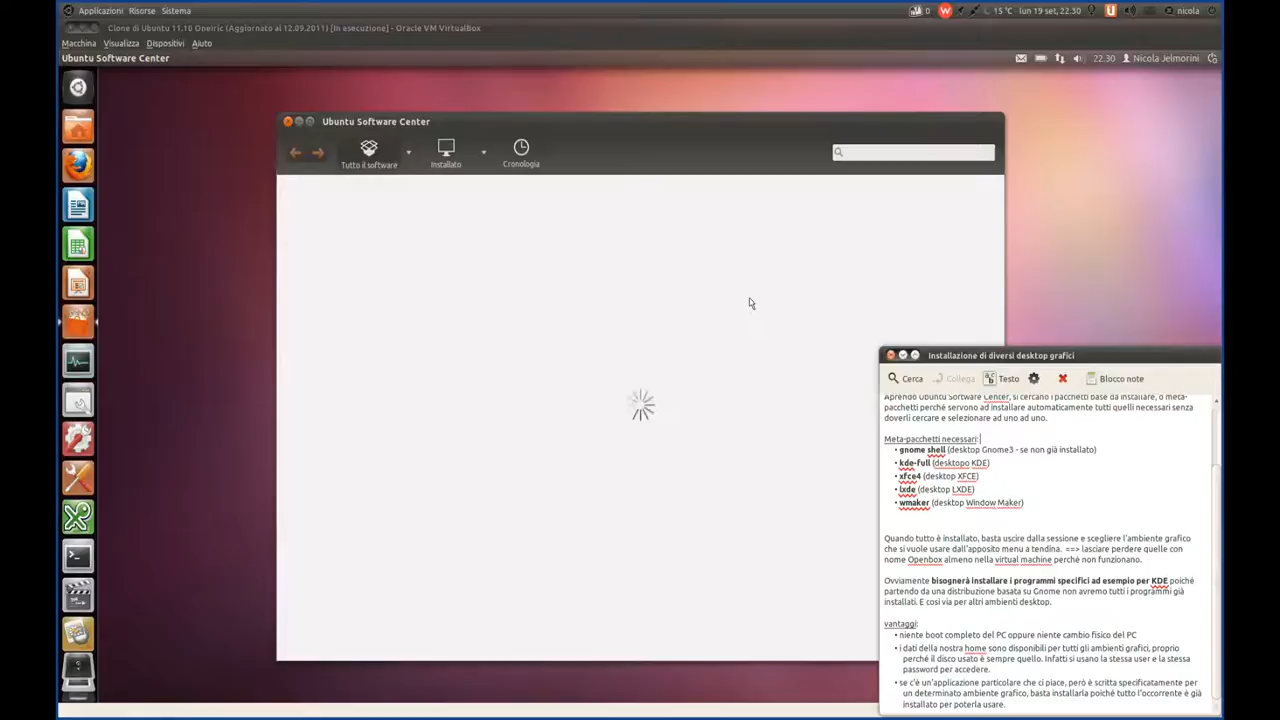 Applicazioni Risorse Sistema
0 15 °C lun 19 set, 22.30 nicola
Clone di Ubuntu 11.10 Oneiric (Aggiornato al 12.09.2011) [In esecuzione] - Oracle VM VirtualBox
Macchina Visualizza Dispositivi Aiuto
Ubuntu Software Center
22.30 Nicola Jelmorini
Ubuntu Software Center
Tutto il software Installato Cronologia
Installazione di diversi desktop grafici
Cerca Collega Testo Blocco note
Aprendo Ubuntu Software Center, si cercano i pacchetti base da installare, o meta-
pacchetti perché servono ad installare automaticamente tutti quelli necessari senza
doverli cercare e selezionare ad uno ad uno.
Meta-pacchetti necessari:
• gnome shell (desktop Gnome3 - se non già installato)
• kde-full (desktopo KDE)
• xfce4 (desktop XFCE)
• lxde (desktop LXDE)
• wmaker (desktop Window Maker)
Quando tutto è installato, basta uscire dalla sessione e scegliere l'ambiente grafico
che si vuole usare dall'apposito menu a tendina. ==> lasciare perdere quelle con
nome Openbox almeno nella virtual machine perchè non funzionano.
Ovviamente bisognerà installare i programmi specifici ad esempio per KDE poiché
partendo da una distribuzione basata su Gnome non avremo tutti i programmi già
installati. E così via per altri ambienti desktop.
vantaggi:
• niente boot completo del PC oppure niente cambio fisico del PC
• i dati della nostra home sono disponibili per tutti gli ambienti grafici, proprio
perché il disco usato è sempre quello. Infatti si usano la stessa user e la stessa
password per accedere.
• se c'è un'applicazione particolare che ci piace, però è scritta specificatamente per
un determinato ambiente grafico, basta installarla poiché tutto l'occorrente è già
installato per poterla usare.